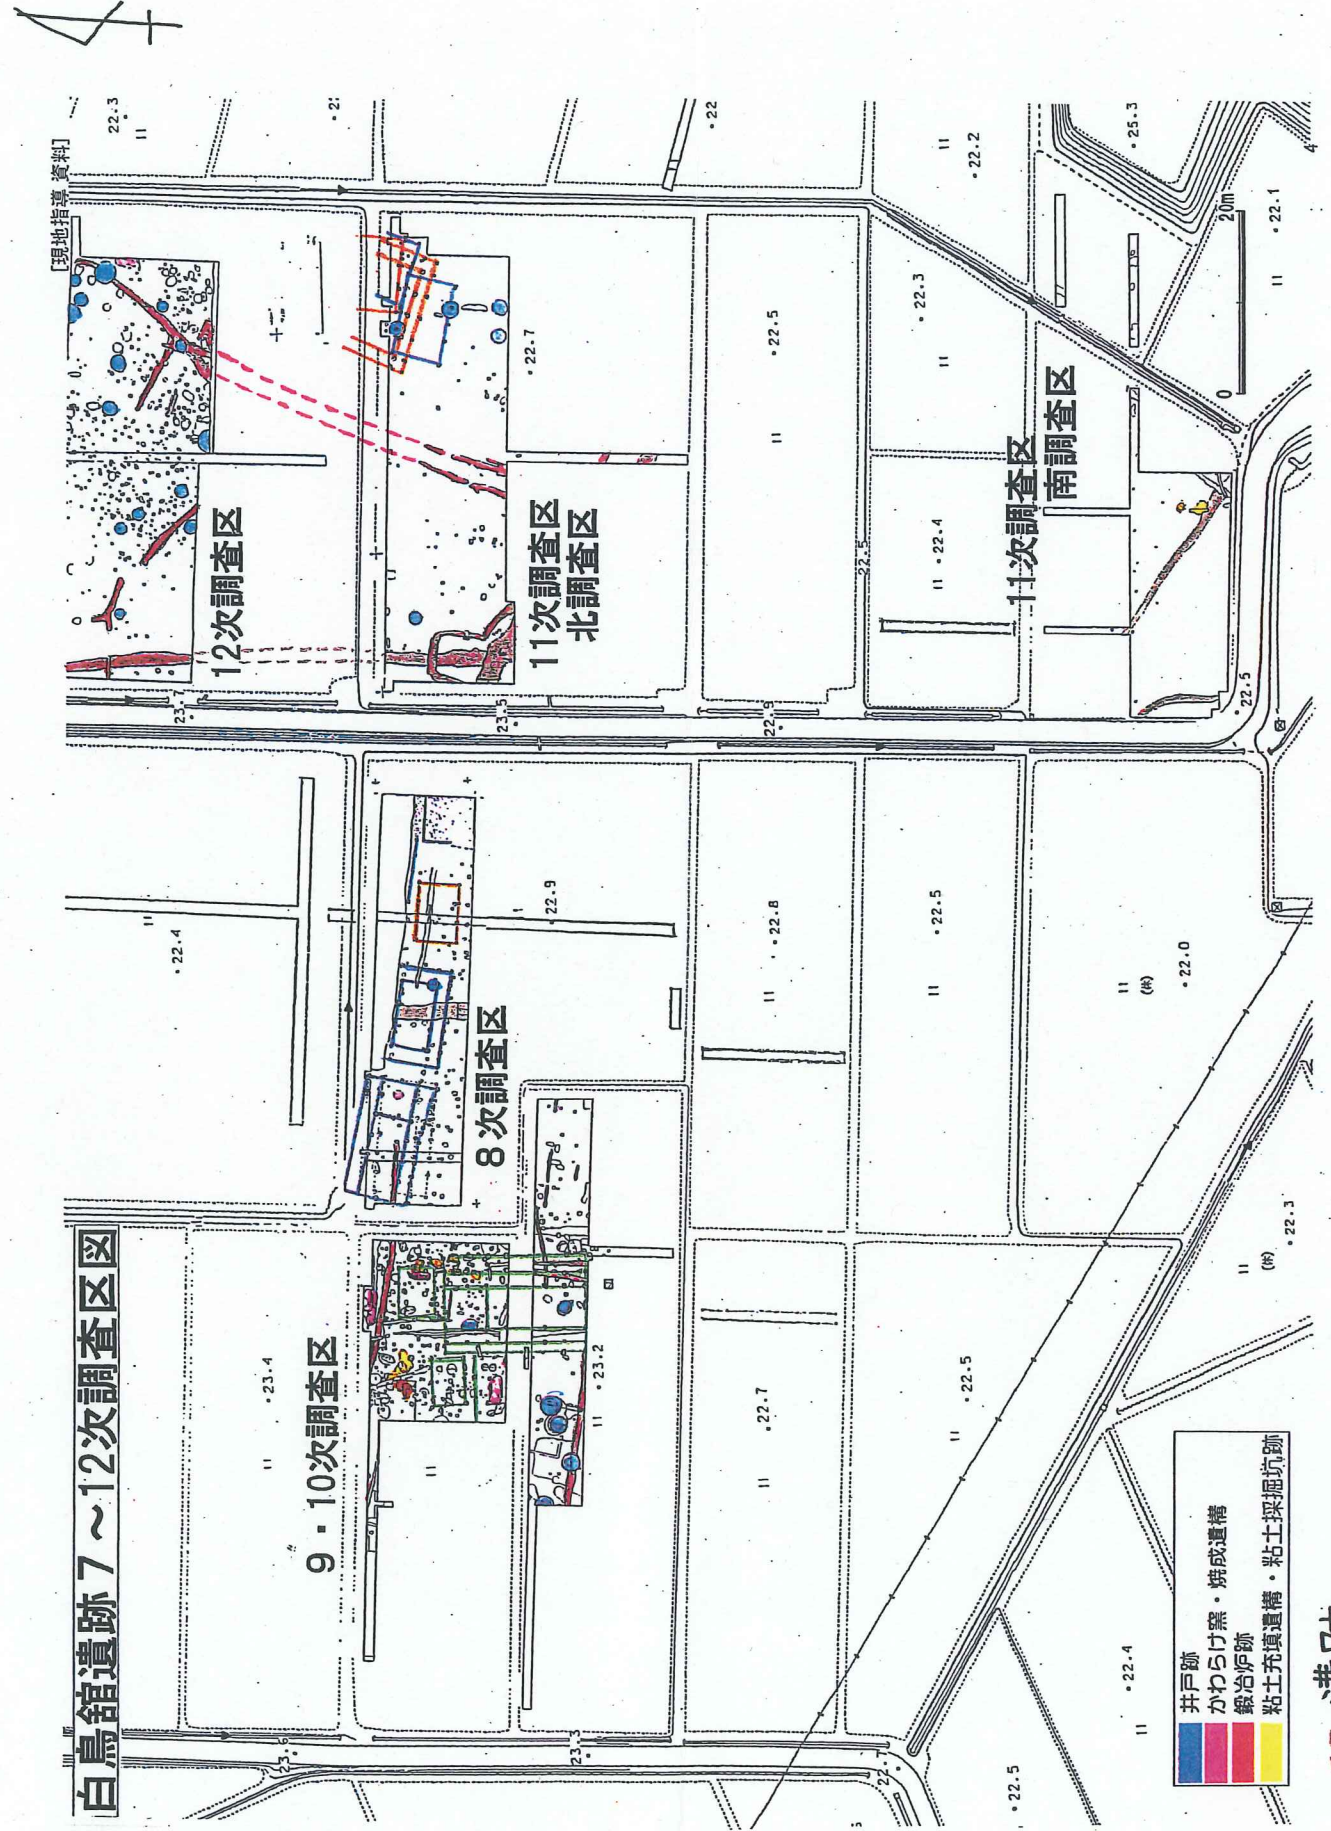 [現地指導 資料]
白鳥舘遺跡7～12次調査区図
12次調査区
11次調査区
北調査区
11次調査区
南調査区
8次調査区
9・10次調査区
井戸跡
かわらけ窯・焼成遺構
鍛冶炉跡
粘土充填遺構・粘土採掘坑跡
0
20m
22.3
22
22.2
25.3
22.1
22.7
22.5
22.3
22.4
22.5
23.7
23.5
22.9
22.5
22.4
22.9
22.8
22.5
22.0
22.3
23.4
23.2
22.7
22.5
22.4
23.6
23.3
22.5